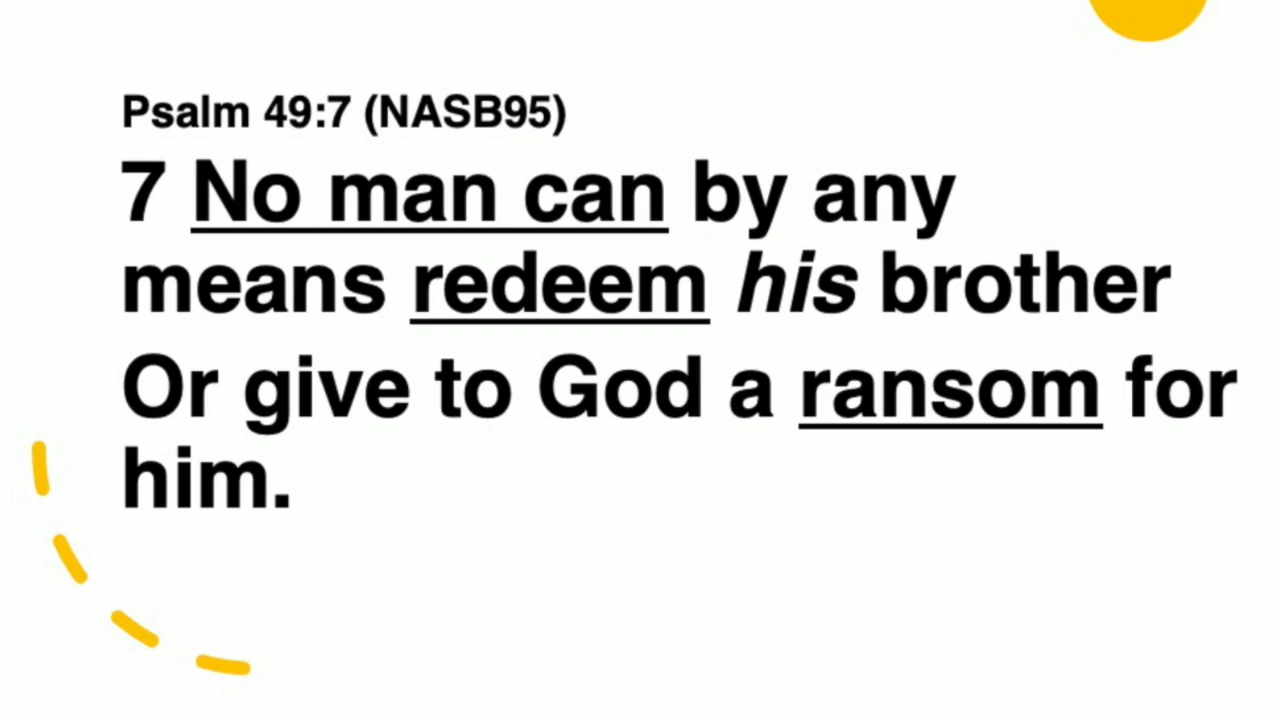 Psalm 49:7 (NASB95)
7 No man can by any
means redeem his brother
Or give to God a ransom for
him.